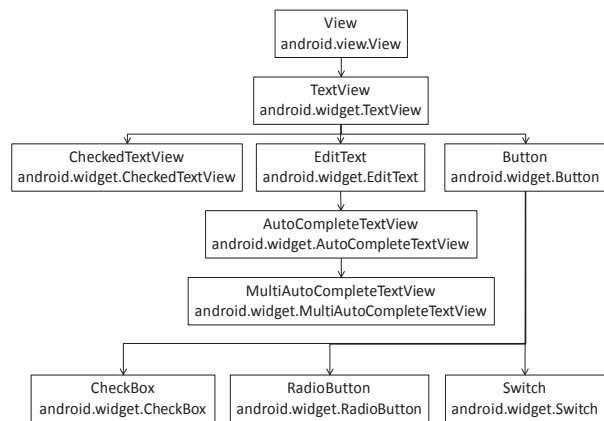 View
android.view.View
TextView
android.widget.TextView
CheckedTextView
android.widget.CheckedTextView
EditText
android.widget.EditText
Button
android.widget.Button
AutoCompleteTextView
android.widget.AutoCompleteTextView
MultiAutoCompleteTextView
android.widget.MultiAutoCompleteTextView
CheckBox
android.widget.CheckBox
RadioButton
android.widget.RadioButton
Switch
android.widget.Switch